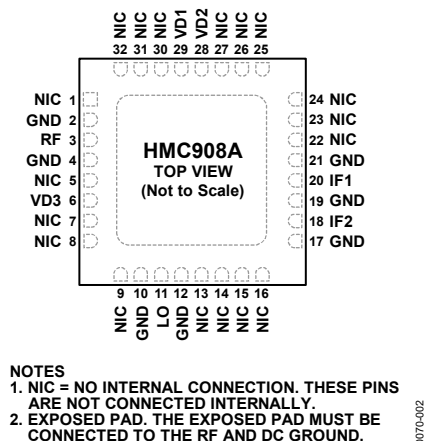 NIC NIC NIC VD1 VD2 NIC NIC NIC
32 31 30 29 28 27 26 25
NIC 1
GND 2
RF 3
GND 4
NIC 5
VD3 6
NIC 7
NIC 8
HMC908A
TOP VIEW
(Not to Scale)
24 NIC
23 NIC
22 NIC
21 GND
20 IF1
19 GND
18 IF2
17 GND
9 10 11 12 13 14 15 16
NIC GND LO GND NIC NIC NIC NIC
NOTES
1. NIC = NO INTERNAL CONNECTION. THESE PINS
ARE NOT CONNECTED INTERNALLY.
2. EXPOSED PAD. THE EXPOSED PAD MUST BE
CONNECTED TO THE RF AND DC GROUND.